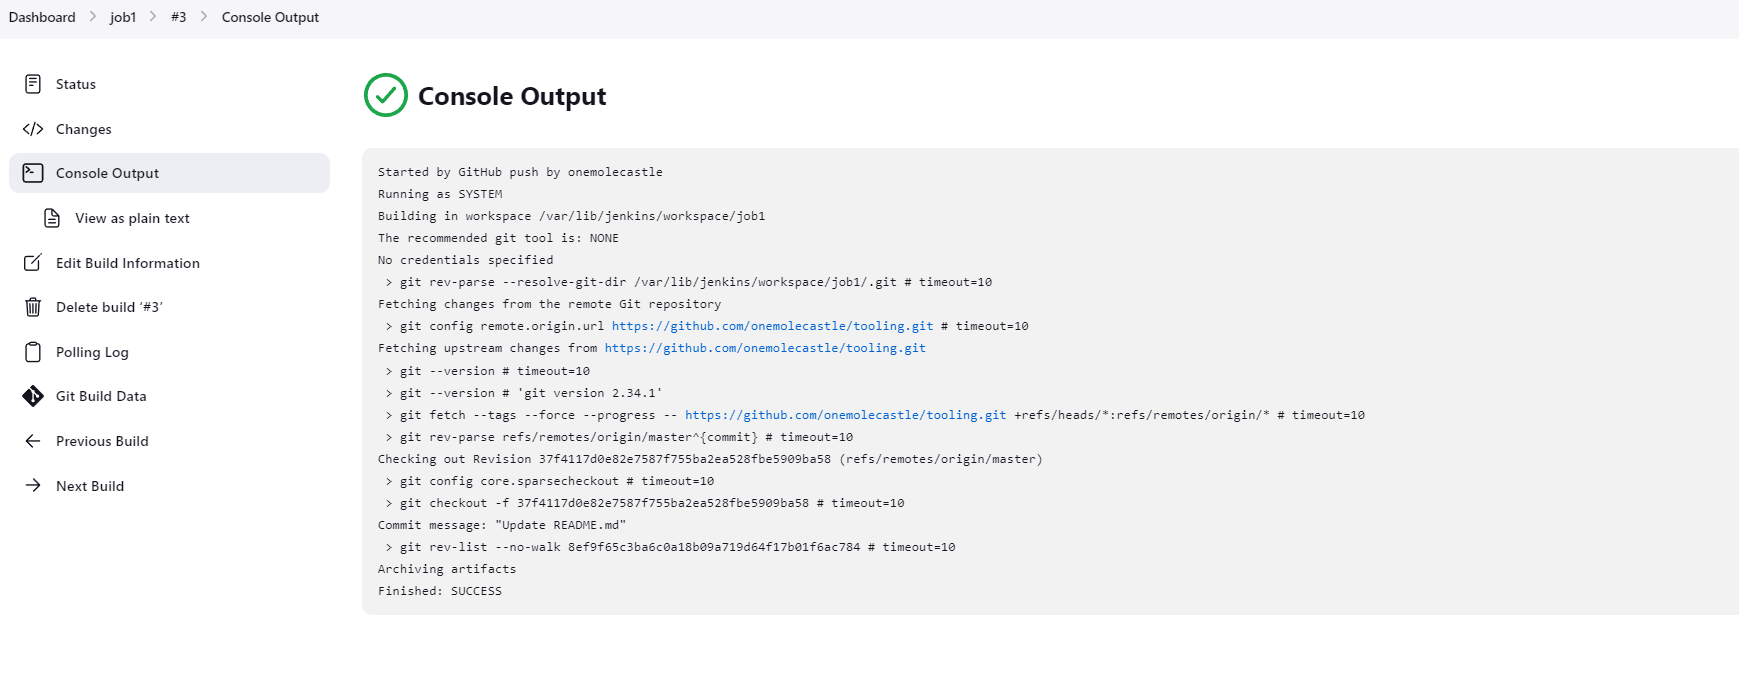 Dashboard > job1 > #3 > Console Output
Status
Changes
Console Output
View as plain text
Edit Build Information
Delete build ‘#3’
Polling Log
Git Build Data
Previous Build
Next Build
Console Output
Started by GitHub push by onemolecastle
Running as SYSTEM
Building in workspace /var/lib/jenkins/workspace/job1
The recommended git tool is: NONE
No credentials specified
 > git rev-parse --resolve-git-dir /var/lib/jenkins/workspace/job1/.git # timeout=10
Fetching changes from the remote Git repository
 > git config remote.origin.url https://github.com/onemolecastle/tooling.git # timeout=10
Fetching upstream changes from https://github.com/onemolecastle/tooling.git
 > git --version # timeout=10
 > git --version # 'git version 2.34.1'
 > git fetch --tags --force --progress -- https://github.com/onemolecastle/tooling.git +refs/heads/*:refs/remotes/origin/* # timeout=10
 > git rev-parse refs/remotes/origin/master^{commit} # timeout=10
Checking out Revision 37f4117d0e82e7587f755ba2ea528fbe5909ba58 (refs/remotes/origin/master)
 > git config core.sparsecheckout # timeout=10
 > git checkout -f 37f4117d0e82e7587f755ba2ea528fbe5909ba58 # timeout=10
Commit message: "Update README.md"
 > git rev-list --no-walk 8ef9f65c3ba6c0a18b09a719d64f17b01f6ac784 # timeout=10
Archiving artifacts
Finished: SUCCESS